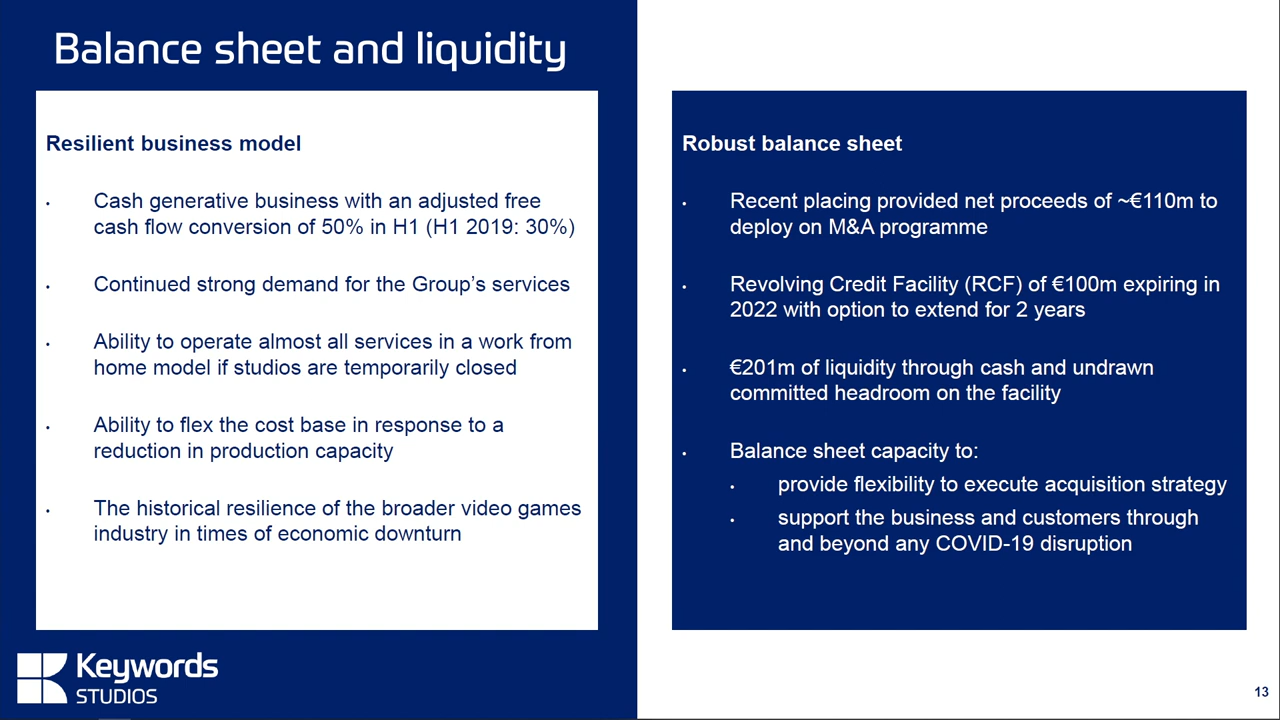 Balance sheet and liquidity
Resilient business model
• Cash generative business with an adjusted free
cash flow conversion of 50% in H1 (H1 2019: 30%)
• Continued strong demand for the Group’s services
• Ability to operate almost all services in a work from
home model if studios are temporarily closed
• Ability to flex the cost base in response to a
reduction in production capacity
• The historical resilience of the broader video games
industry in times of economic downturn
Robust balance sheet
• Recent placing provided net proceeds of ~€110m to
deploy on M&A programme
• Revolving Credit Facility (RCF) of €100m expiring in
2022 with option to extend for 2 years
• €201m of liquidity through cash and undrawn
committed headroom on the facility
• Balance sheet capacity to:
• provide flexibility to execute acquisition strategy
• support the business and customers through
and beyond any COVID-19 disruption
Keywords
STUDIOS
13